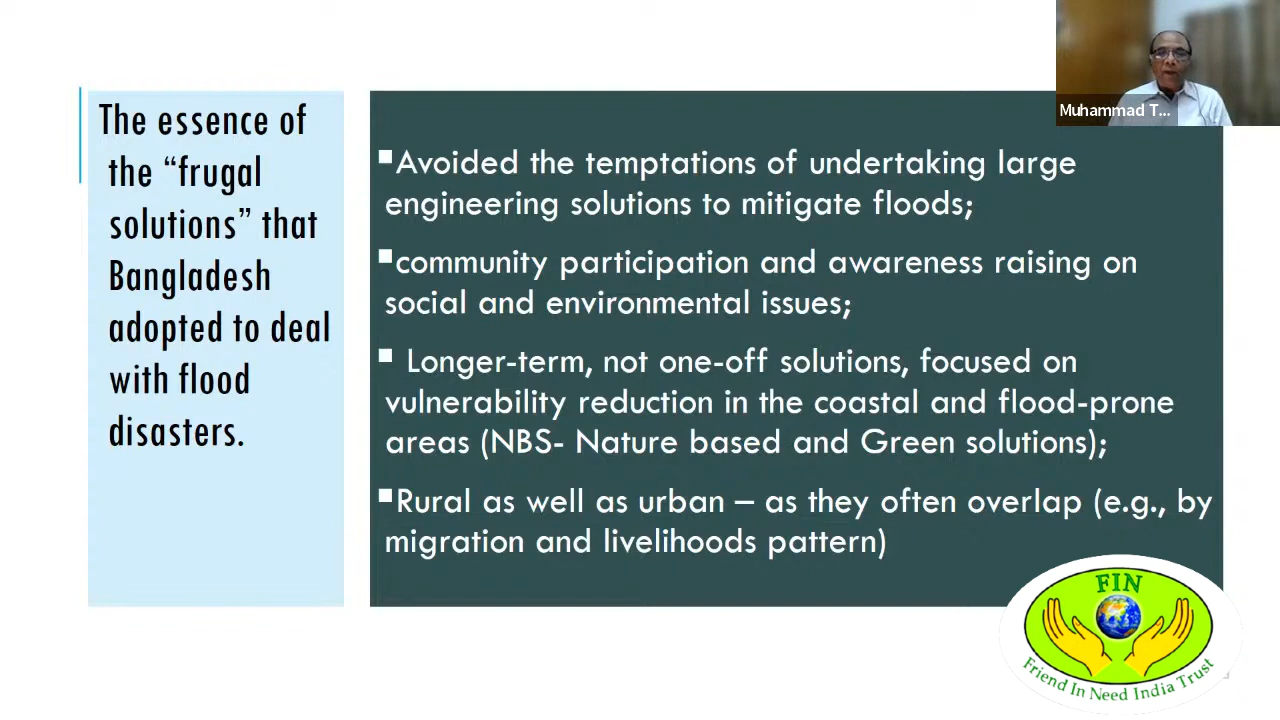 The essence of
the “frugal
solutions” that
Bangladesh
adopted to deal
with flood
disasters.
▪Avoided the temptations of undertaking large
engineering solutions to mitigate floods;
▪community participation and awareness raising on
social and environmental issues;
▪ Longer-term, not one-off solutions, focused on
vulnerability reduction in the coastal and flood-prone
areas (NBS- Nature based and Green solutions);
▪Rural as well as urban – as they often overlap (e.g., by
migration and livelihoods pattern)
Muhammad T...
FIN
Friend In Need India Trust